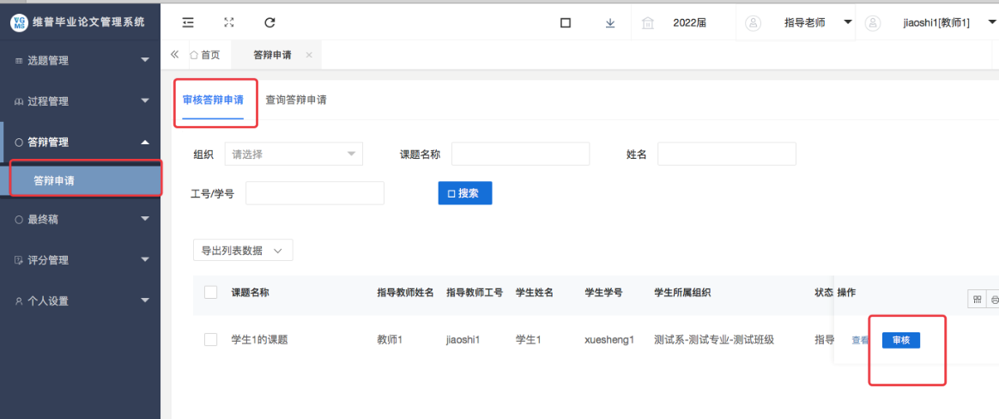 VG
MS
维普毕业论文管理系统
2022届
指导老师
jiaoshi1[教师1]
选题管理
过程管理
答辩管理
答辩申请
最终稿
评分管理
个人设置
首页
答辩申请
审核答辩申请 查询答辩申请
组织 请选择 课题名称 姓名
工号/学号 搜索
导出列表数据
课题名称 指导教师姓名 指导教师工号 学生姓名 学生学号 学生所属组织 状态 操作
学生1的课题 教师1 jiaoshi1 学生1 xuesheng1 测试系-测试专业-测试班级 指导 查看 审核